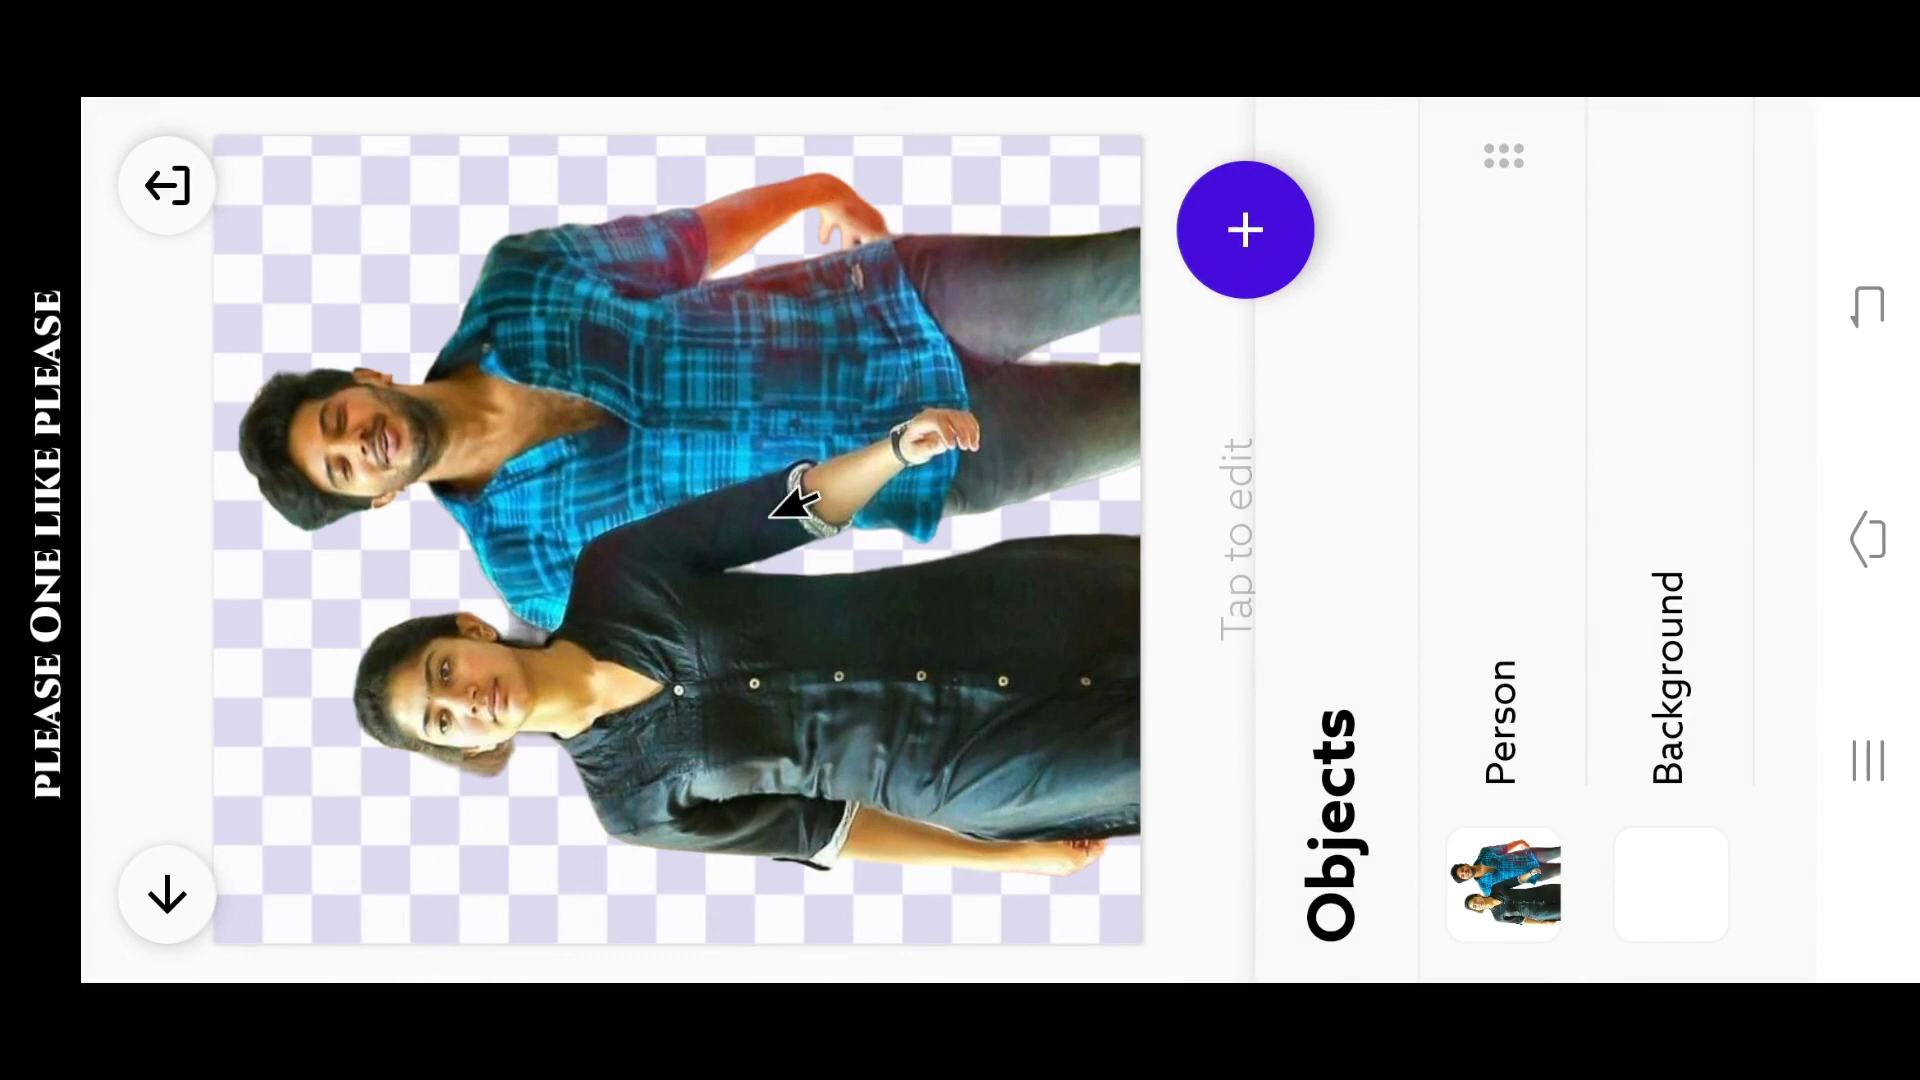 PLEASE ONE LIKE PLEASE
Tap to edit
Objects
Person
Background